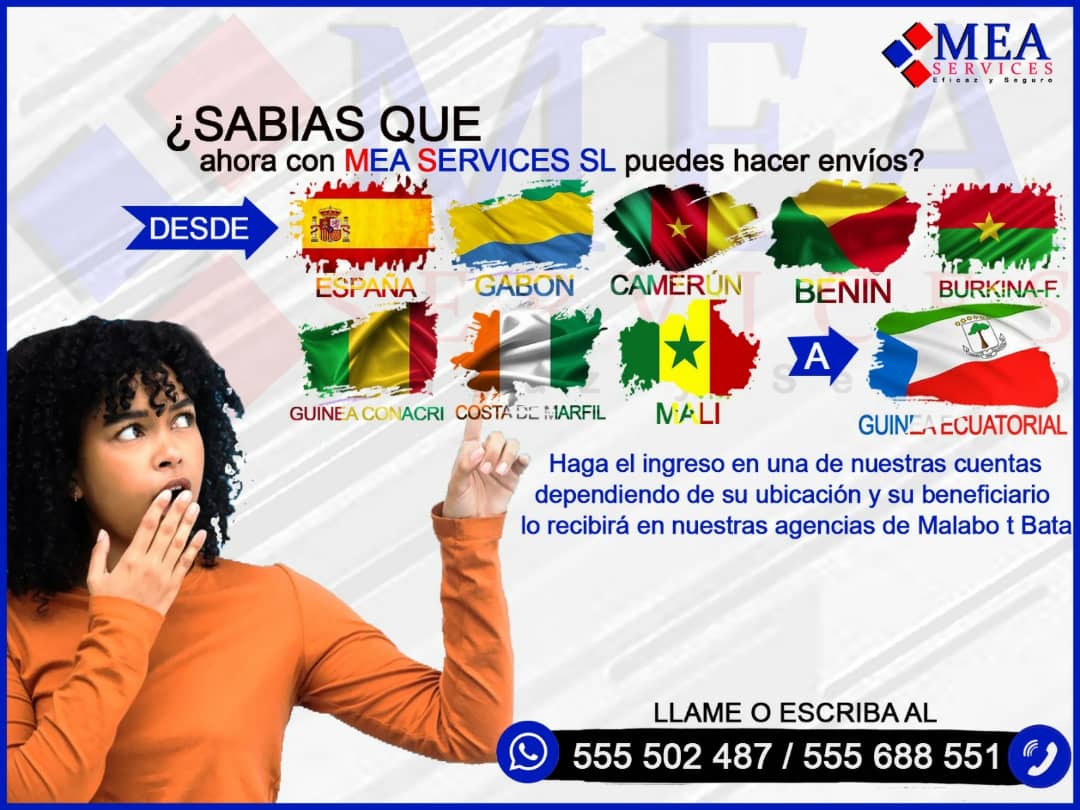 MEA
SERVICES
Eficaz y Seguro
¿SABIAS QUE
ahora con MEA SERVICES SL puedes hacer envíos?
DESDE
ESPAÑA
GABON
CAMERÚN
BENIN
BURKINA-F.
GUINEA CONACRI
COSTA DE MARFIL
MALI
A
GUINEA ECUATORIAL
Haga el ingreso en una de nuestras cuentas
dependiendo de su ubicación y su beneficiario
lo recibirá en nuestras agencias de Malabo t Bata
LLAME O ESCRIBA AL
555 502 487 / 555 688 551